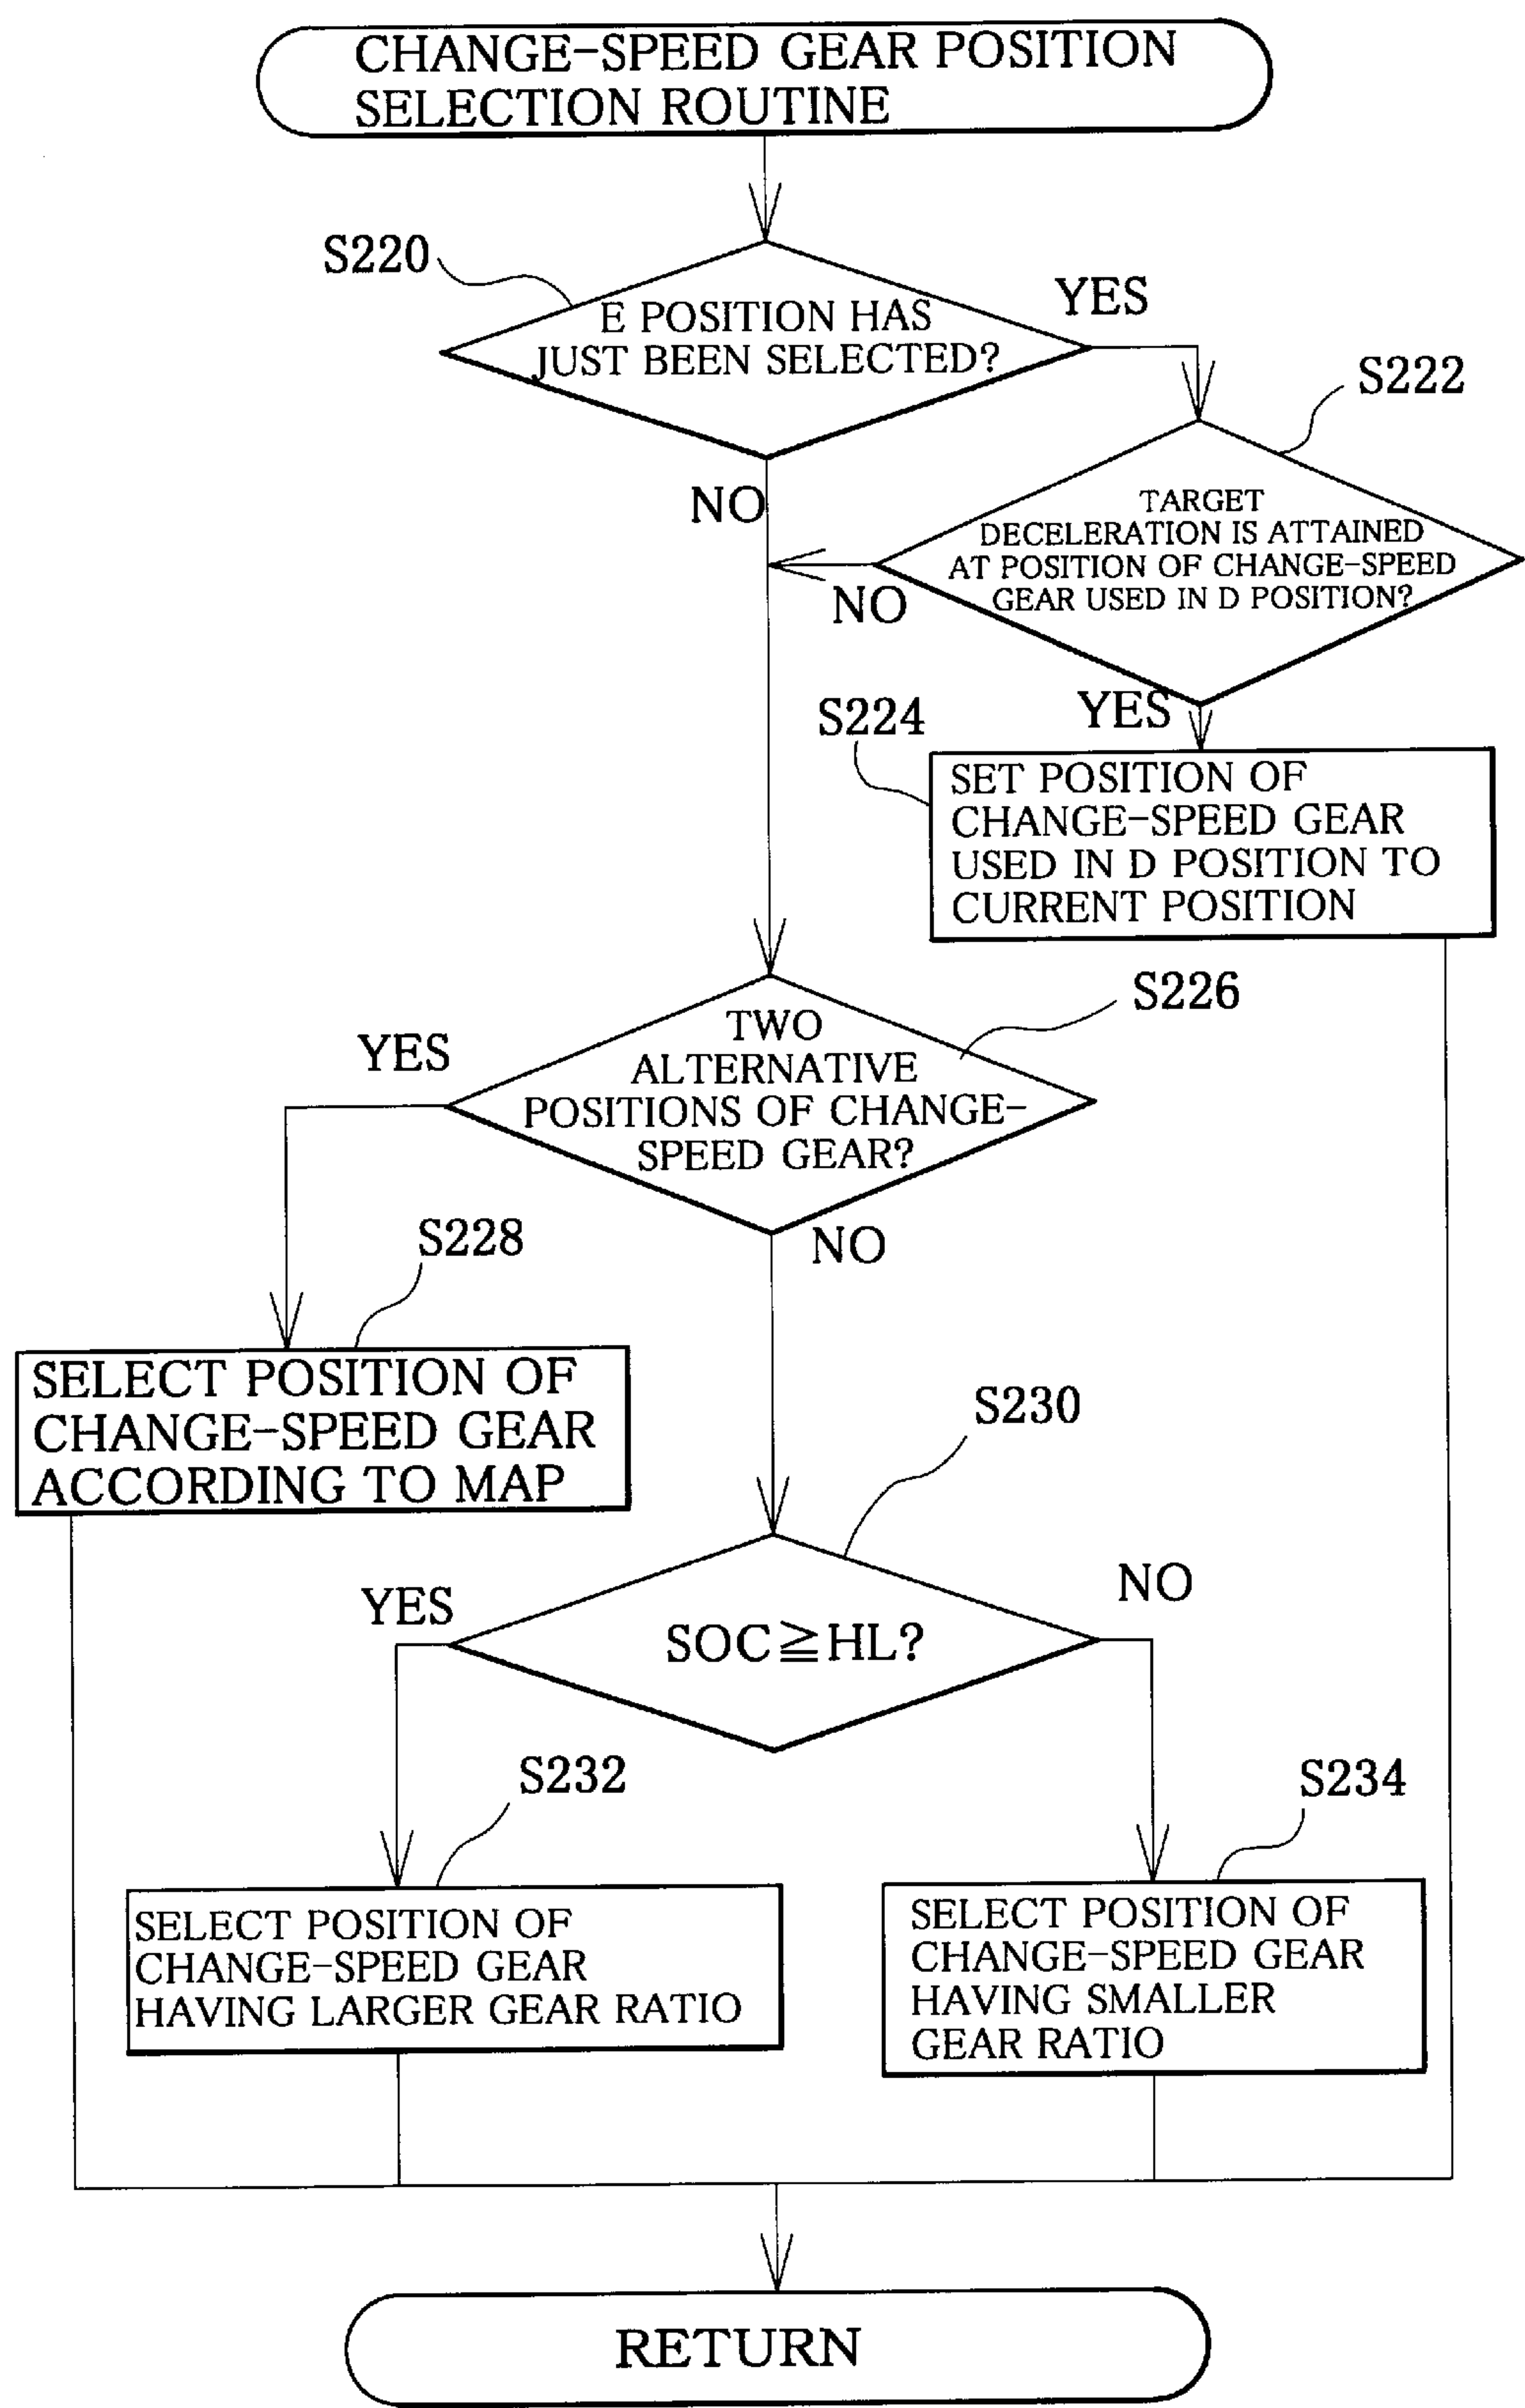 CHANGE-SPEED GEAR POSITION
SELECTION ROUTINE
S220
E POSITION HAS
JUST BEEN SELECTED?
YES
NO
S222
TARGET
DECELERATION IS ATTAINED
AT POSITION OF CHANGE-SPEED
GEAR USED IN D POSITION?
NO
YES
S224
SET POSITION OF
CHANGE-SPEED GEAR
USED IN D POSITION TO
CURRENT POSITION
S226
TWO
ALTERNATIVE
POSITIONS OF CHANGE-
SPEED GEAR?
YES
NO
S228
SELECT POSITION OF
CHANGE-SPEED GEAR
ACCORDING TO MAP
S230
SOC≧HL?
YES
NO
S232
SELECT POSITION OF
CHANGE-SPEED GEAR
HAVING LARGER GEAR RATIO
S234
SELECT POSITION OF
CHANGE-SPEED GEAR
HAVING SMALLER
GEAR RATIO
RETURN